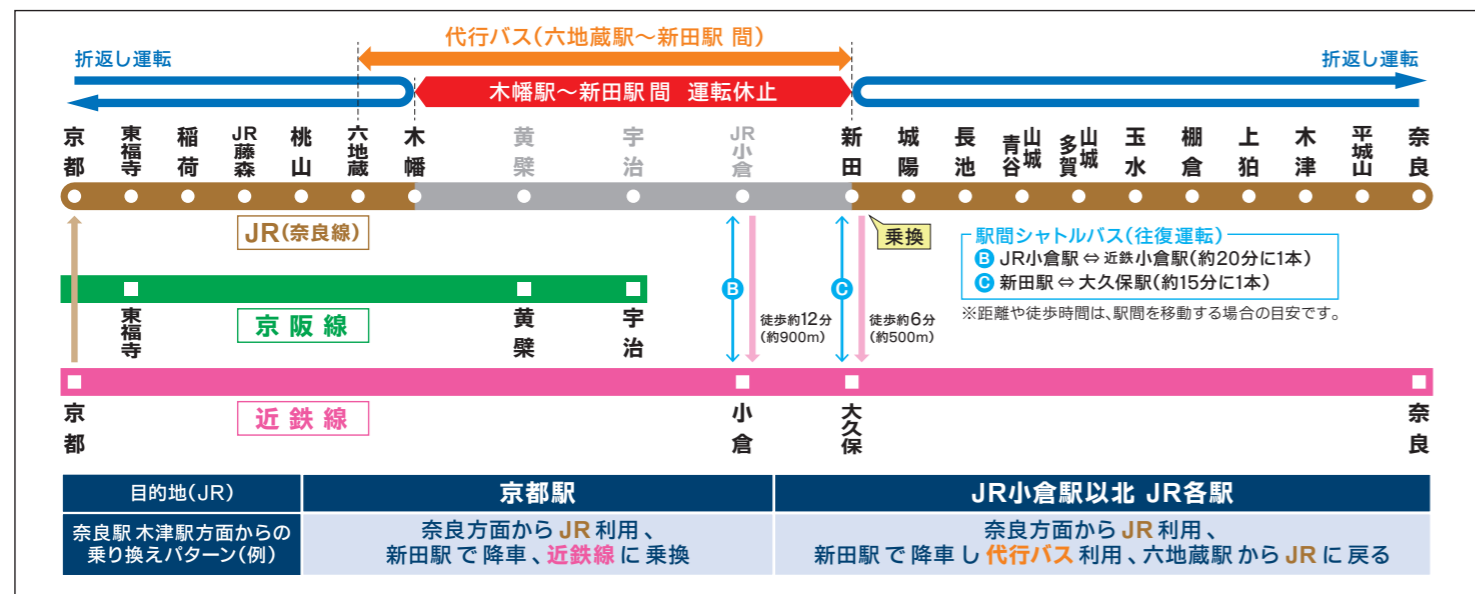 代行バス(六地蔵駅～新田駅 間)
折返し運転
折返し運転
木幡駅～新田駅 間 運転休止
京都
東福寺
稲荷
JR藤森
桃山
六地蔵
木幡
黄檗
宇治
JR小倉
新田
城陽
長池
山城青谷
山城多賀
玉水
棚倉
上狛
木津
平城山
奈良
JR(奈良線)
乗換
駅間シャトルバス(往復運転)
B JR小倉駅 ⇔ 近鉄 小倉駅(約20分に1本)
C 新田駅 ⇔ 大久保駅(約15分に1本)
※距離や徒歩時間は、駅間を移動する場合の目安です。
B
C
徒歩約12分
(約900m)
徒歩約6分
(約500m)
東福寺
京阪線
黄檗
宇治
京都
近鉄線
小倉
大久保
奈良
目的地(JR)
京都駅
JR小倉駅以北 JR各駅
奈良駅 木津駅方面からの
乗り換えパターン(例)
奈良方面から JR 利用、
新田駅 で 降車、近鉄線 に 乗換
奈良方面から JR 利用、
新田駅 で 降車 し 代行バス 利用、六地蔵駅 から JR に 戻る